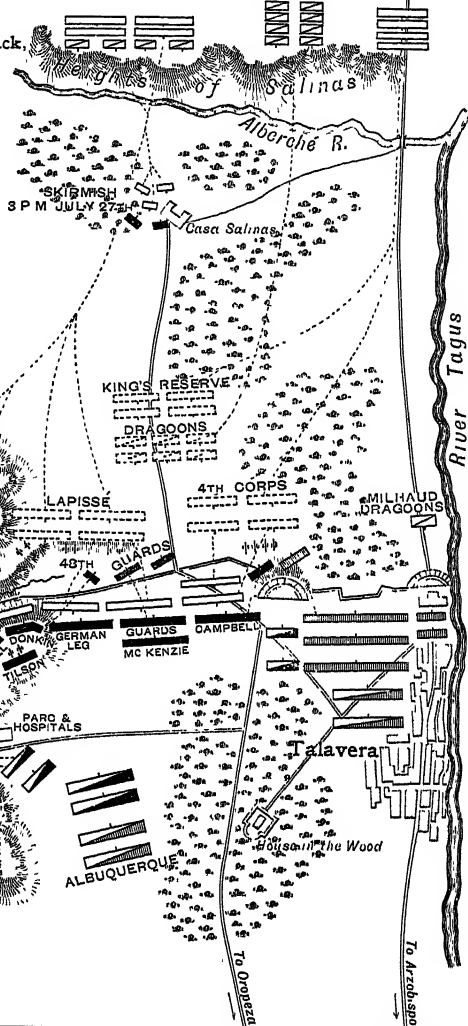 ck,
Heights of Salinas
Alberche R.
SKIRMISH
3 P M JULY 27TH
Casa Salinas
River Tagus
KING'S RESERVE
DRAGOONS
4TH CORPS
LAPISSE
MILHAUD
DRAGOONS
GUARDS
48TH
DONK
GERMAN
LEG
GUARDS
MC KENZIE
CAMPBELL
TILSON
PARC &
HOSPITALS
Talavera
House in the Wood
ALBUQUERQUE
To Oropeza
To Arzobispo